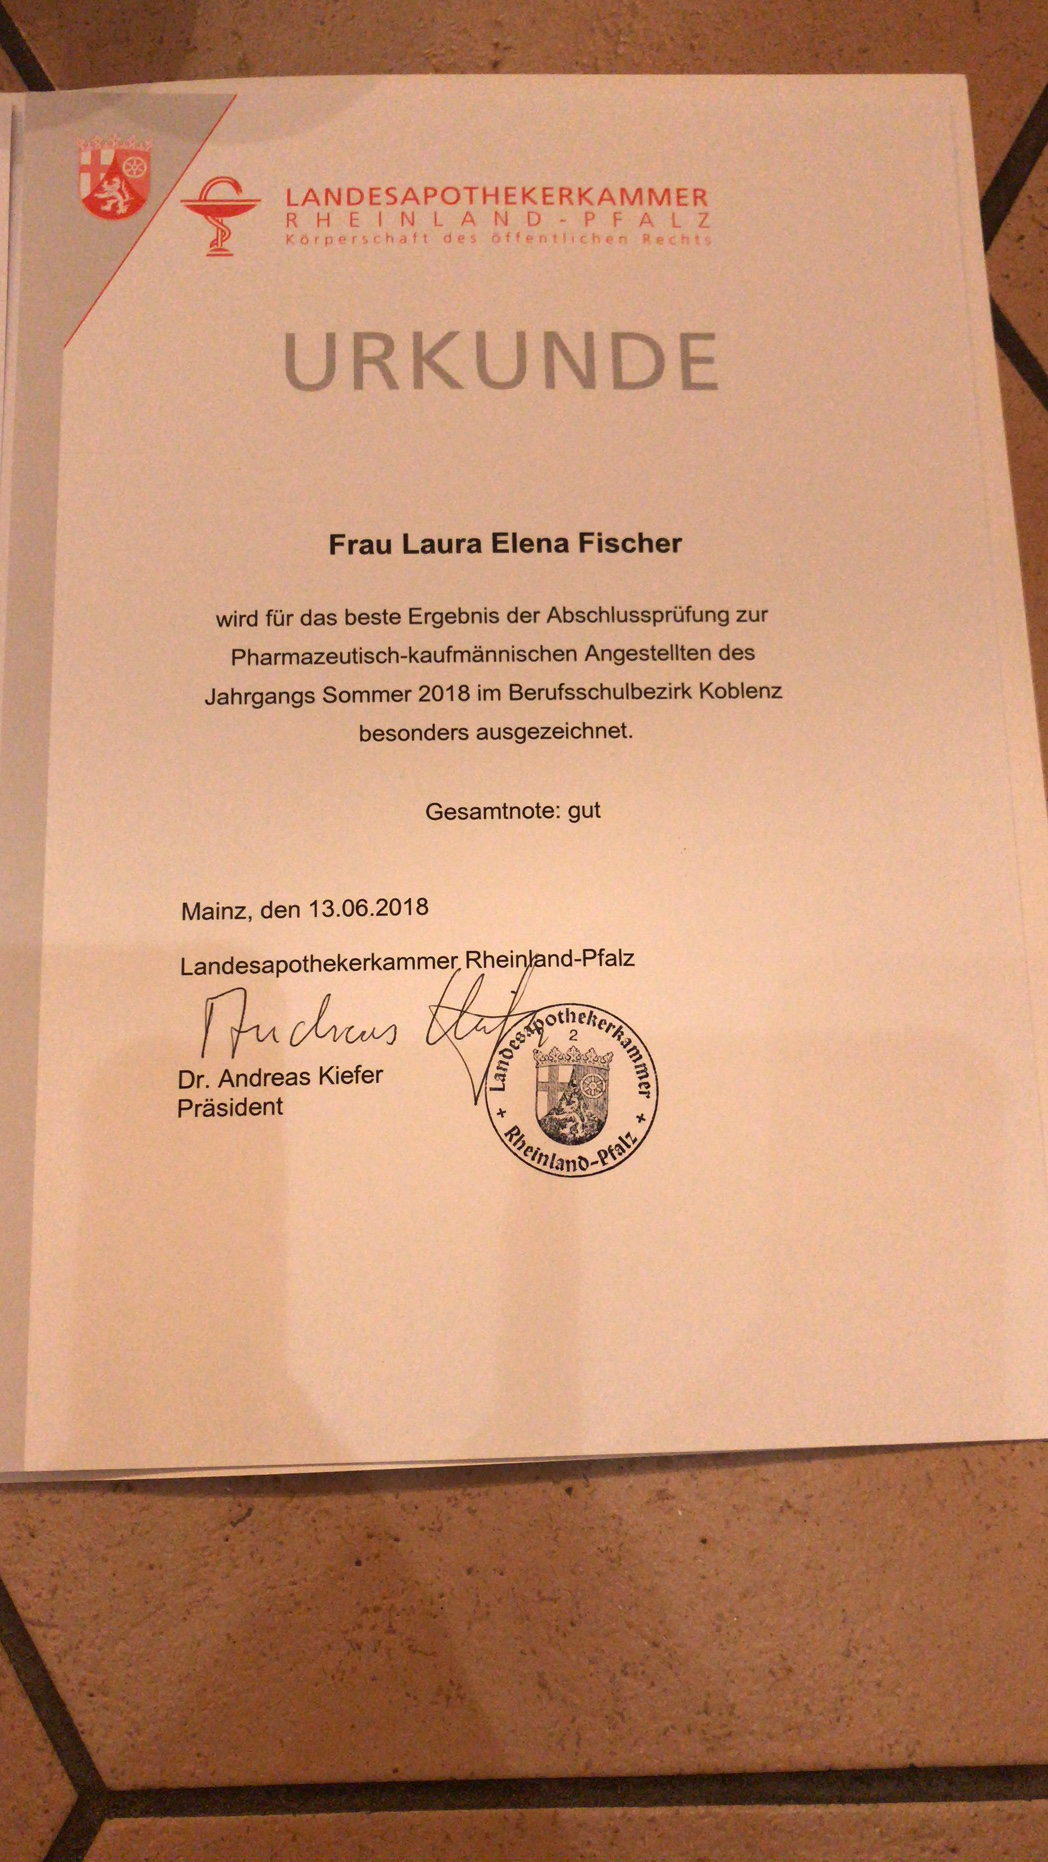 LANDESAPOTHEKERKAMMER
RHEINLAND-PFALZ
Körperschaft des öffentlichen Rechts
URKUNDE
Frau Laura Elena Fischer
wird für das beste Ergebnis der Abschlussprüfung zur
Pharmazeutisch-kaufmännischen Angestellten des
Jahrgangs Sommer 2018 im Berufsschulbezirk Koblenz
besonders ausgezeichnet.
Gesamtnote: gut
Mainz, den 13.06.2018
Landesapothekerkammer Rheinland-Pfalz
Andreas Kiefer
Dr. Andreas Kiefer
Präsident
Landesapothekerkammer
2
Rheinland-Pfalz